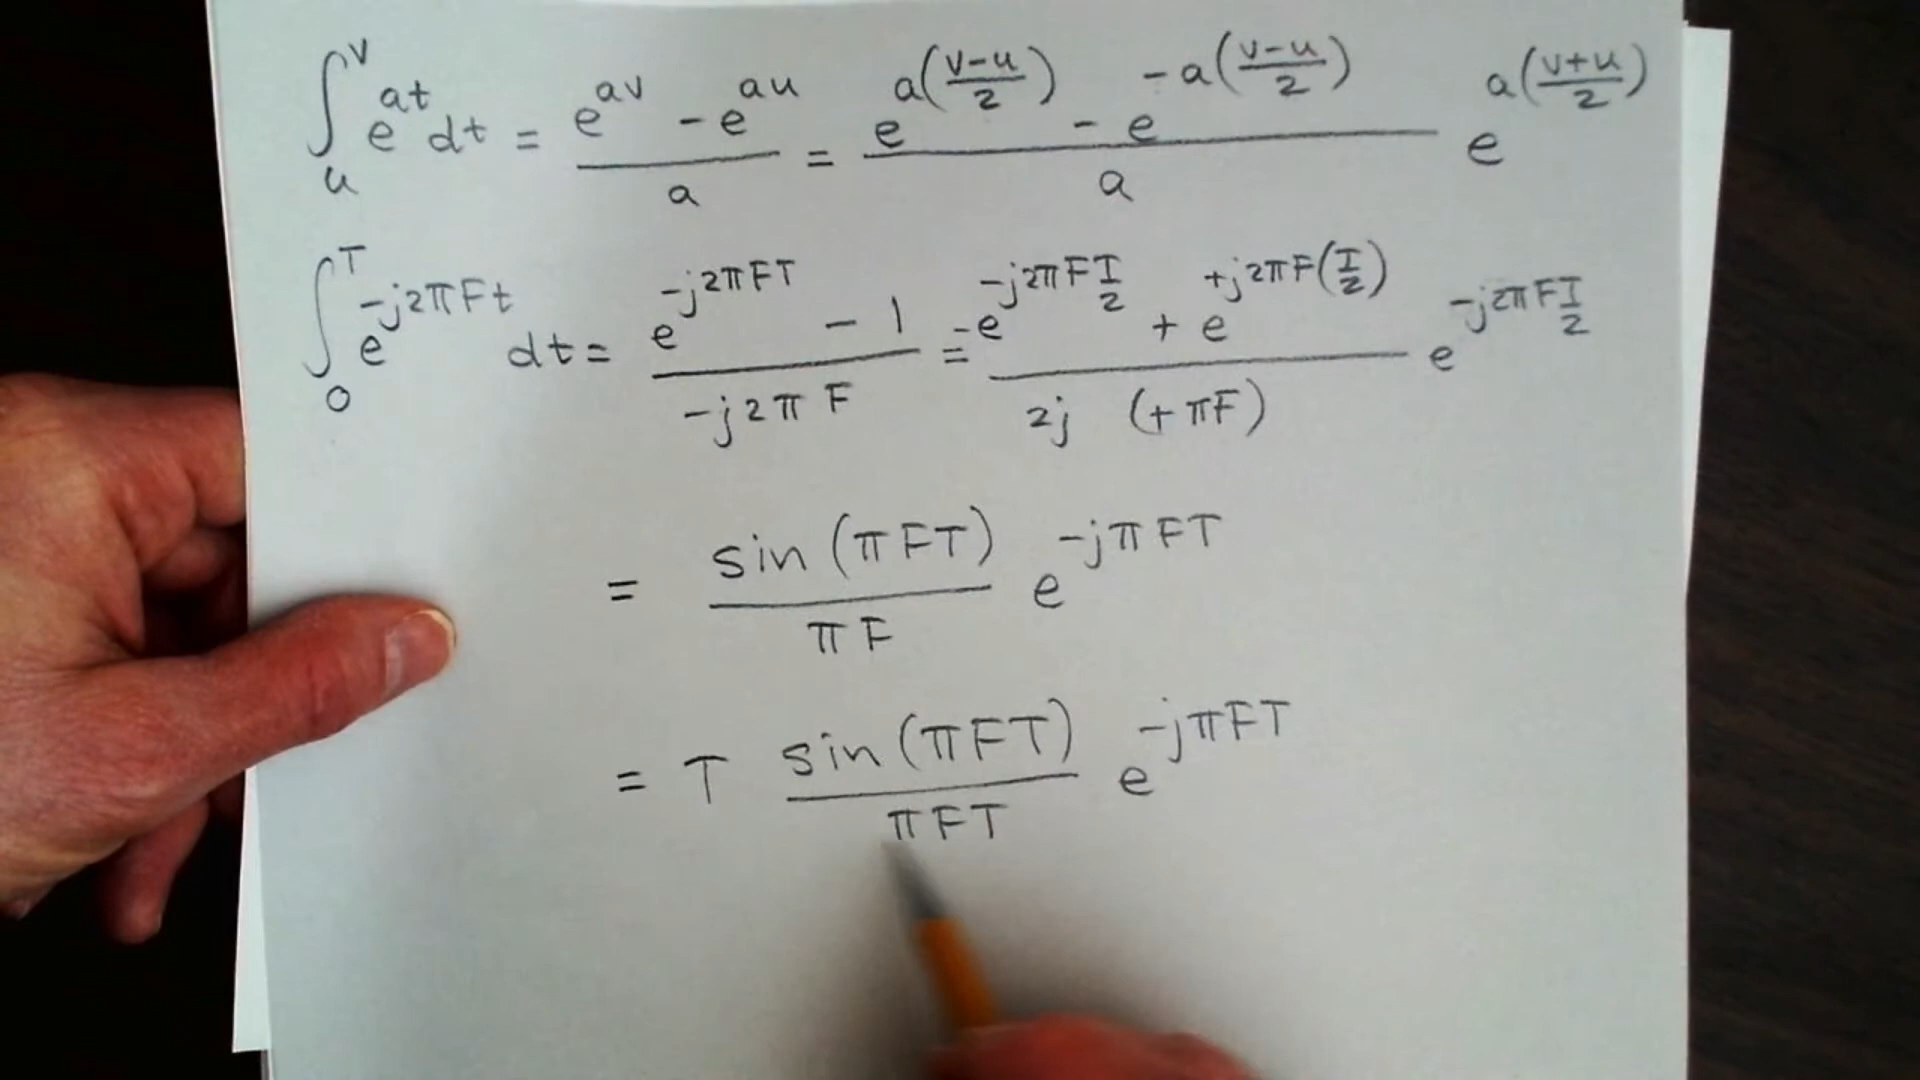 ∫_u^v e^{at} dt = (e^{av} - e^{au})/a = (e^{a((v-u)/2)} - e^{-a((v-u)/2)})/a e^{a((v+u)/2)}
∫_0^T e^{-j2πFt} dt = (e^{-j2πFT} - 1)/(-j2πF) = (-e^{-j2πF T/2} + e^{+j2πF(T/2)})/(2j (+πF)) e^{-j2πF T/2}
= sin(πFT)/(πF) e^{-jπFT}
= T sin(πFT)/(πFT) e^{-jπFT}